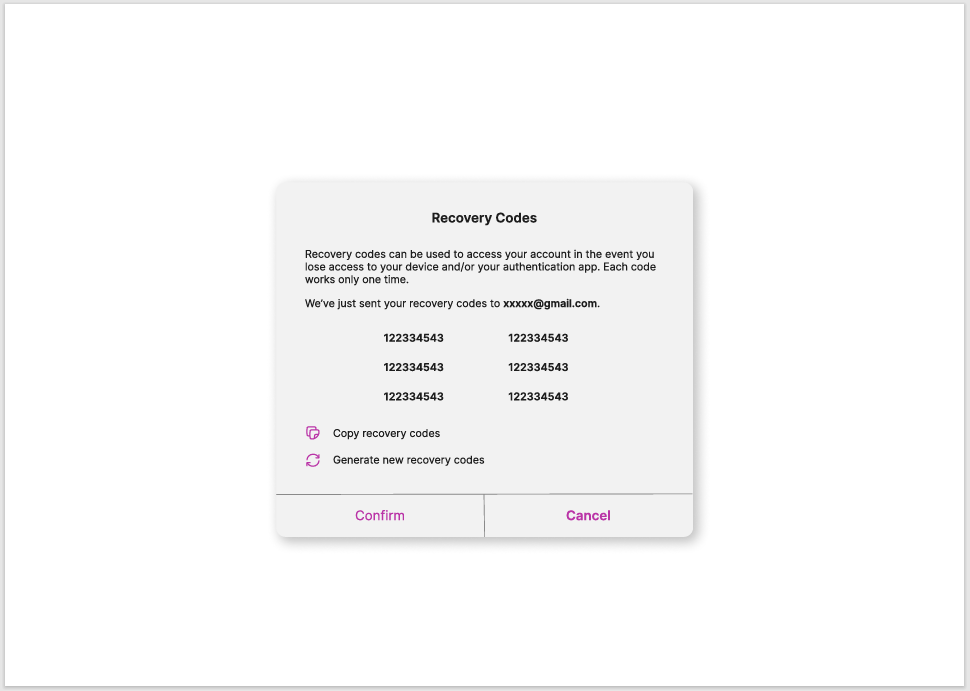 Recovery Codes
Recovery codes can be used to access your account in the event you
lose access to your device and/or your authentication app. Each code
works only one time.
We've just sent your recovery codes to xxxxx@gmail.com.
122334543 122334543
122334543 122334543
122334543 122334543
Copy recovery codes
Generate new recovery codes
Confirm Cancel